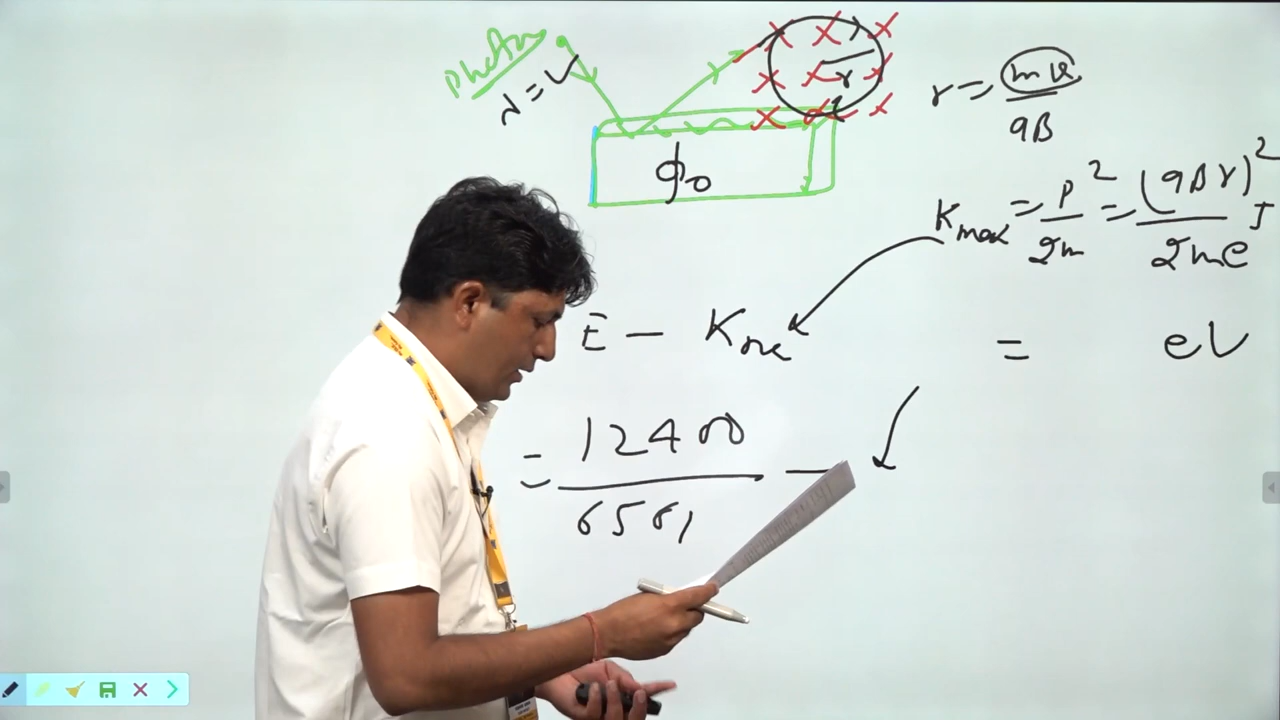 photon
λ = ✓
r
ϕ₀
r = mv / qB
Kmax = p² / 2m = (qBr)² / 2me J
= eV
E - Kmax
= 12400 / 6561 -